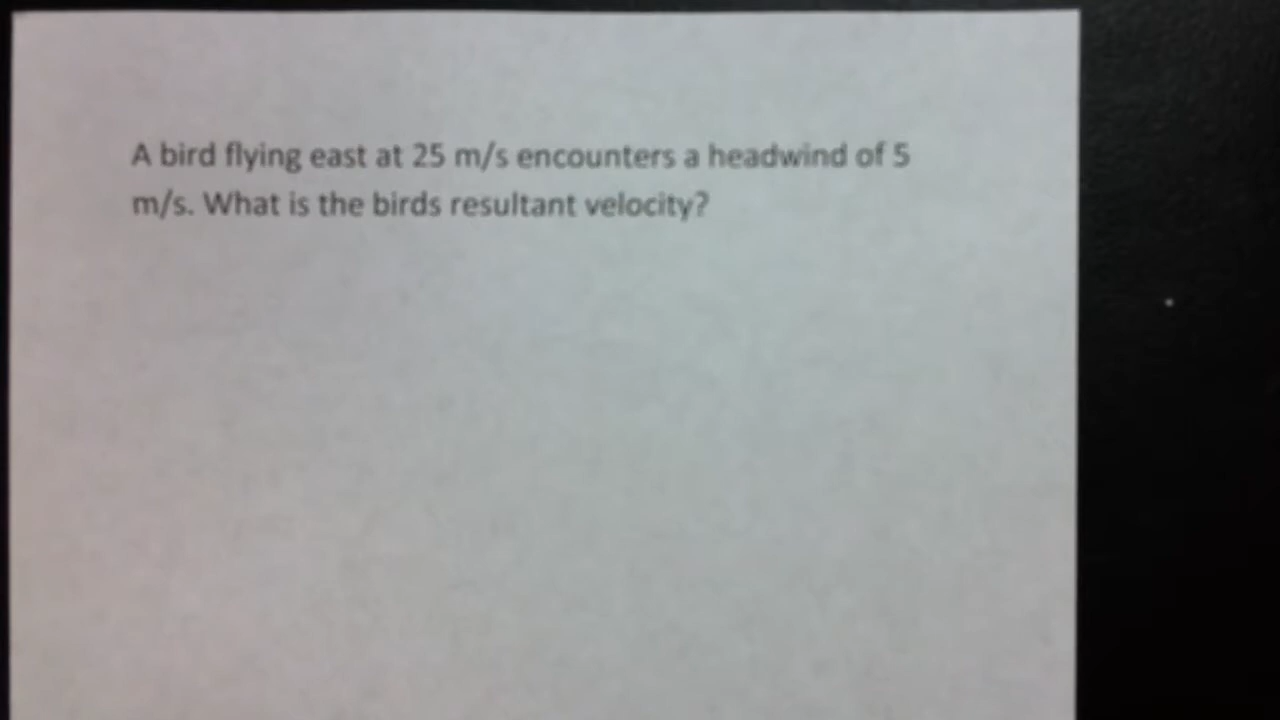 A bird flying east at 25 m/s encounters a headwind of 5
m/s. What is the birds resultant velocity?